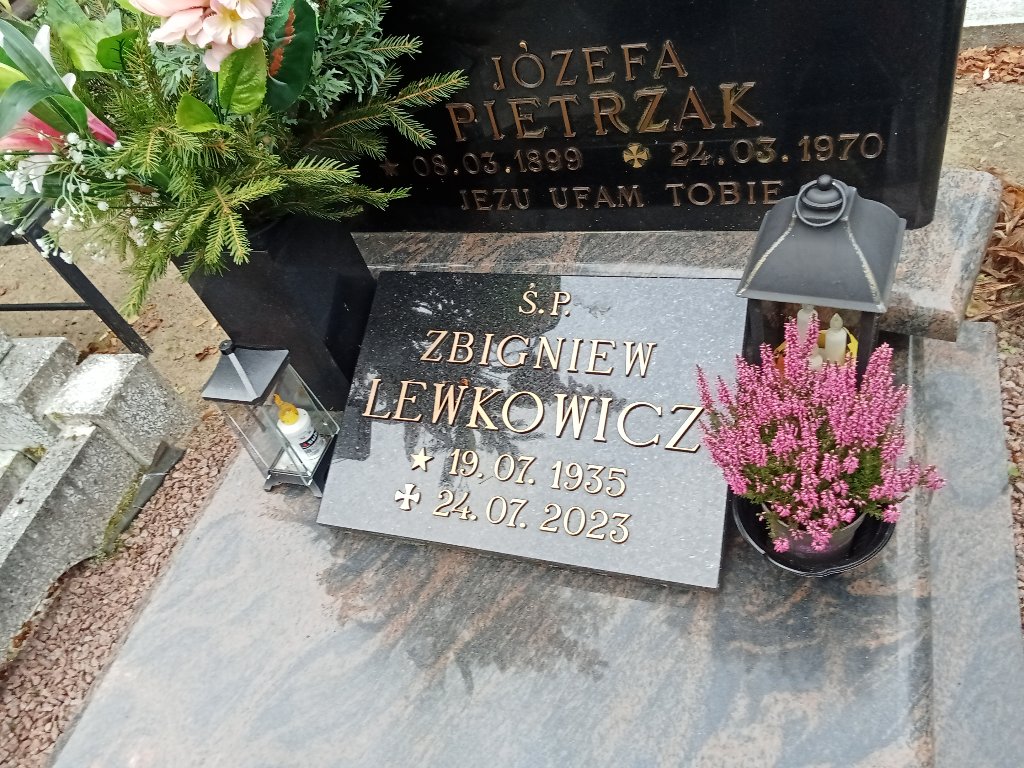 JÓZEFA
PIETRZAK
08.03.1899 24.03.1970
JEZU UFAM TOBIE
Ś.P.
ZBIGNIEW
LEWKOWICZ
19.07.1935
24.07.2023